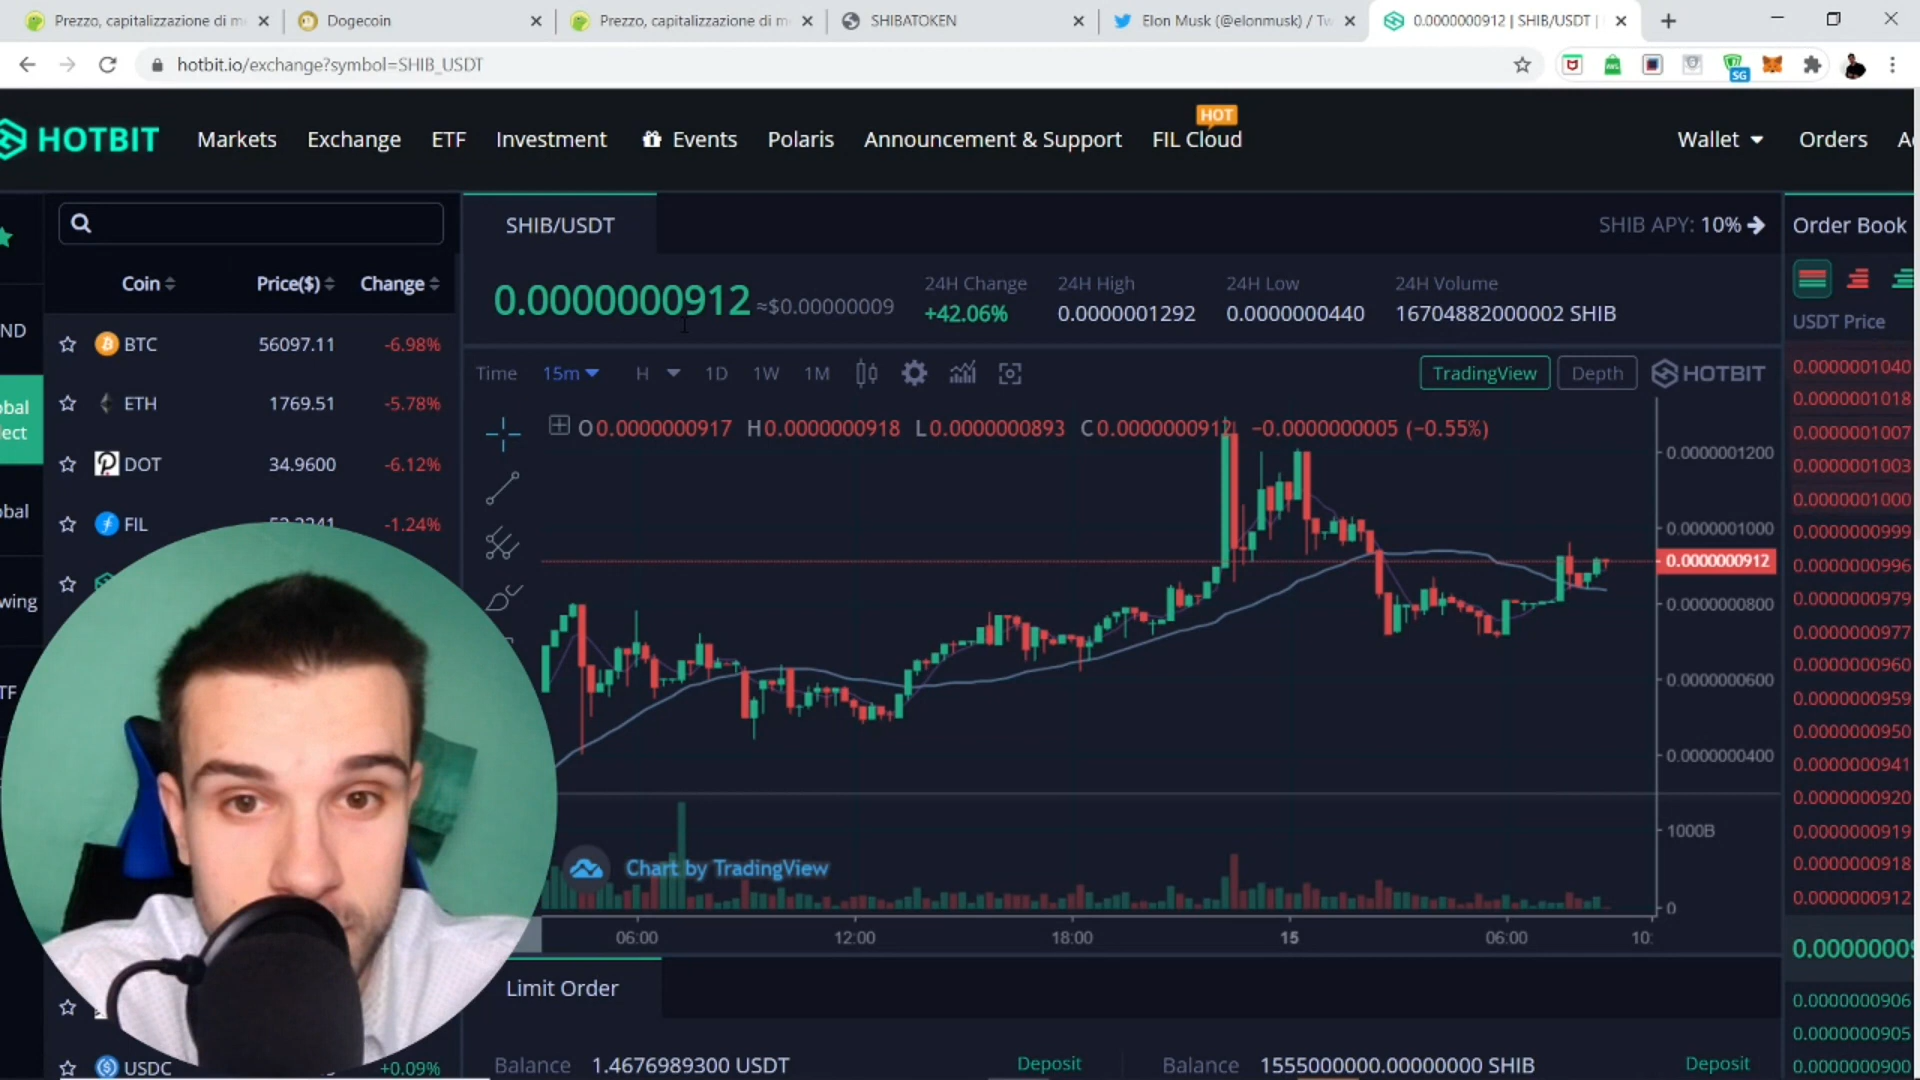 Prezzo, capitalizzazione di m
Dogecoin
Prezzo, capitalizzazione di m
SHIBATOKEN
Elon Musk (@elonmusk) / Tw
0.0000000912 | SHIB/USDT |
hotbit.io/exchange?symbol=SHIB_USDT
SG
HOTBIT
Markets
Exchange
ETF
Investment
Events
Polaris
Announcement & Support
HOT
FIL Cloud
Wallet
Orders
SHIB/USDT
SHIB APY: 10%
Order Book
Coin
Price($)
Change
0.0000000912 ≈$0.00000009
24H Change
+42.06%
24H High
0.0000001292
24H Low
0.0000000440
24H Volume
16704882000002 SHIB
USDT Price
BTC 56097.11 -6.98%
ETH 1769.51 -5.78%
DOT 34.9600 -6.12%
FIL -1.24%
USDC +0.09%
Time 15m H 1D 1W 1M
TradingView
Depth
HOTBIT
O0.0000000917 H0.0000000918 L0.0000000893 C0.0000000912 −0.0000000005 (−0.55%)
0.0000001200
0.0000001000
0.0000000912
0.0000000800
0.0000000600
0.0000000400
1000B
0
Chart by TradingView
06:00 12:00 18:00 15 06:00 10:
0.0000001040
0.0000001018
0.0000001007
0.0000001003
0.0000001000
0.0000000999
0.0000000996
0.0000000979
0.0000000977
0.0000000960
0.0000000959
0.0000000950
0.0000000941
0.0000000920
0.0000000919
0.0000000918
0.0000000912
0.00000009
0.0000000906
0.0000000905
0.0000000900
Limit Order
Balance 1.4676989300 USDT Deposit
Balance 1555000000.00000000 SHIB Deposit